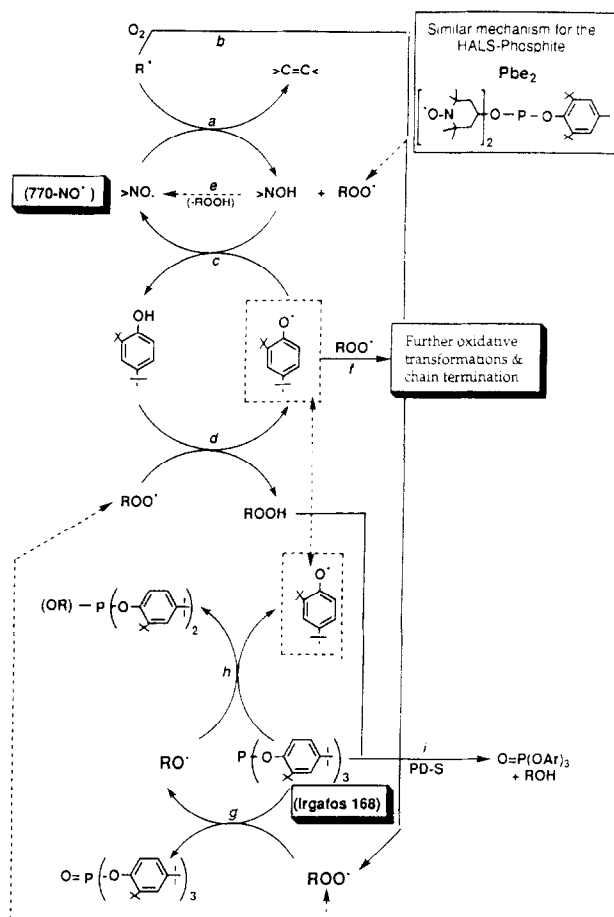 O2
b
R•
>C=C<
a
Similar mechanism for the
HALS-Phosphite
Pbe2
•O-N
O — P — O
X
X
2
(770-NO•)
>NO.
e
(-ROOH)
>NOH + ROO•
c
OH
X
O•
X
ROO•
f
Further oxidative
transformations &
chain termination
d
ROO•
ROOH
O•
X
(OR) — P ( O X )2
h
RO•
P ( O X )3
i
PD-S
O=P(OAr)3
+ ROH
(Irgafos 168)
g
O=P ( O X )3
ROO•